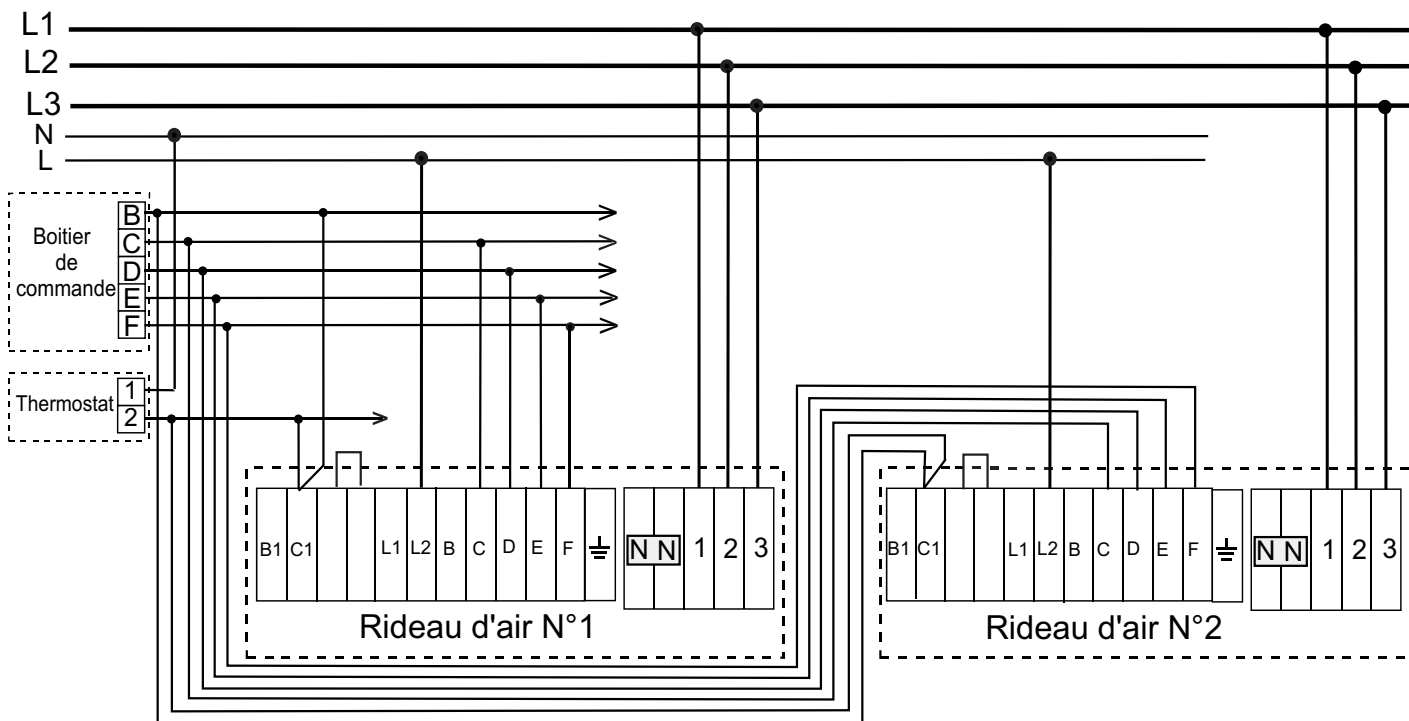 L1
L2
L3
N
L
Boitier
de
commande
B
C
D
E
F
Thermostat
1
2
B1 C1 L1 L2 B C D E F
N N 1 2 3
Rideau d'air N°1
B1 C1 L1 L2 B C D E F
N N 1 2 3
Rideau d'air N°2